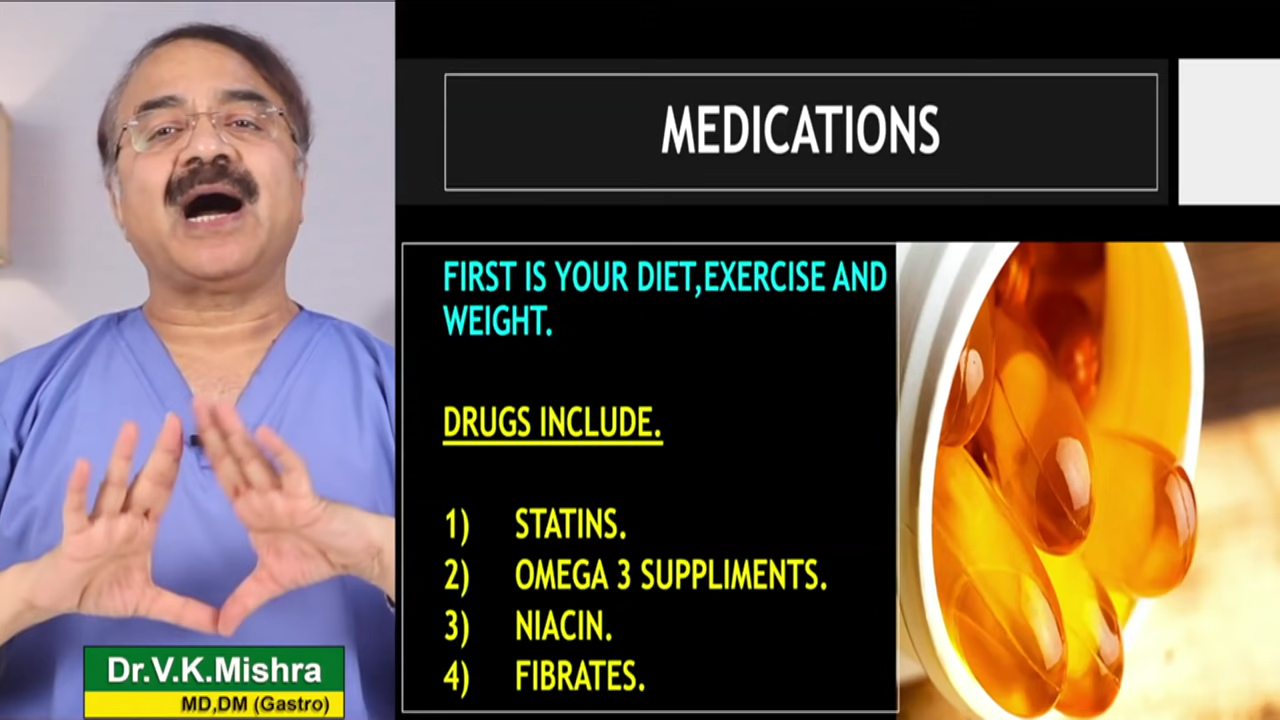 MEDICATIONS
FIRST IS YOUR DIET,EXERCISE AND
WEIGHT.
DRUGS INCLUDE.
1) STATINS.
2) OMEGA 3 SUPPLIMENTS.
3) NIACIN.
4) FIBRATES.
Dr.V.K.Mishra
MD,DM (Gastro)